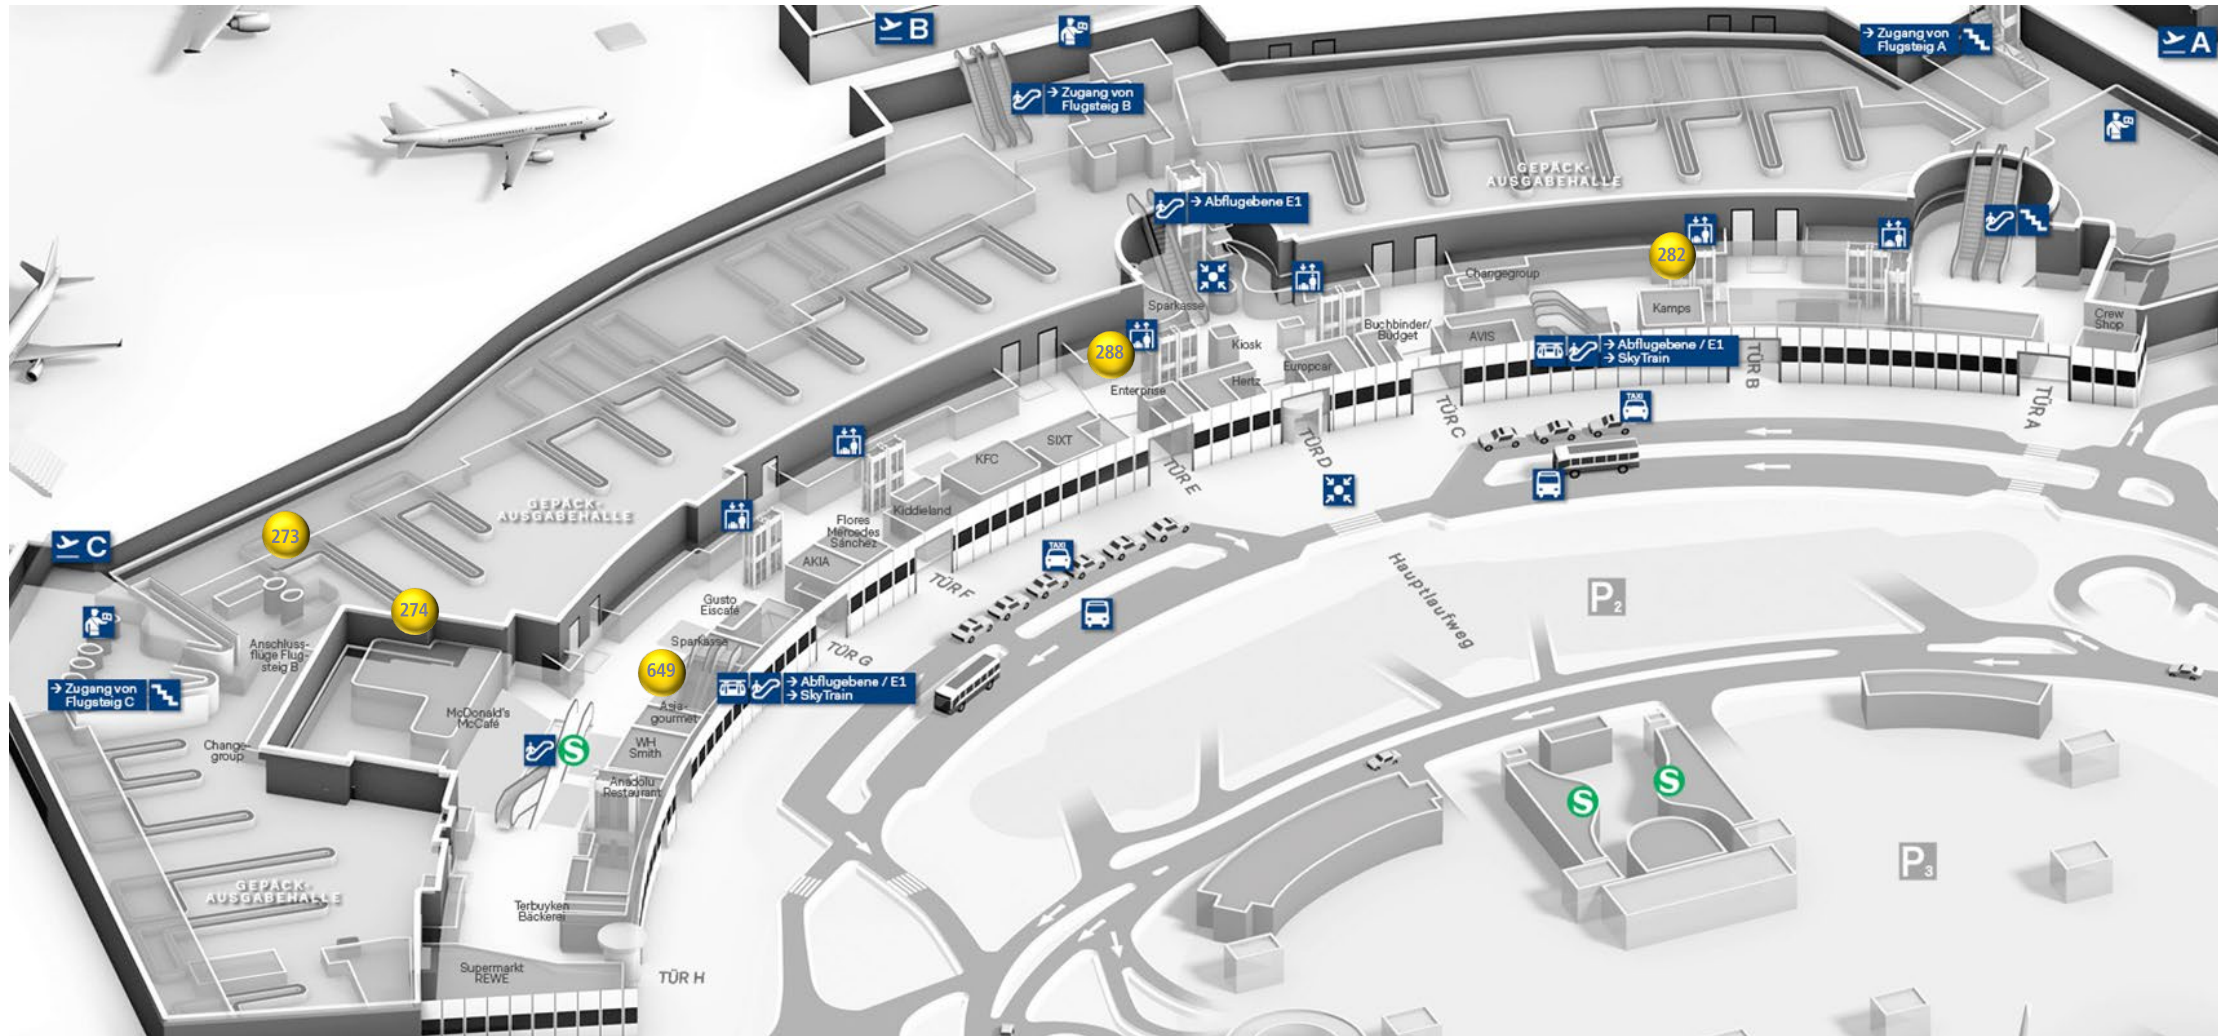 B
→ Zugang von
Flugsteig A
A
→ Zugang von
Flugsteig B
GEPÄCK-
AUSGABEHALLE
→ Abflugebene E1
282
Changegroup
Sparkasse
Kamps
Crew
Shop
Buchbinder/
Budget
AVIS
Kiosk
288
→ Abflugebene / E1
→ SkyTrain
Europcar
Hertz
Enterprise
TÜR B
TÜR A
TAXI
TÜR C
SIXT
KFC
TÜR D
TÜR E
GEPÄCK-
AUSGABEHALLE
Kiddieland
Flores
Mercedes
Sánchez
273
C
AKIA
TAXI
TÜR F
Hauptlaufweg
P2
274
Gusto
Eiscafé
Anschluss-
flüge Flug-
steig B
Sparkasse
TÜR G
649
→ Zugang von
Flugsteig C
→ Abflugebene / E1
→ SkyTrain
McDonald's
McCafé
Asia-
gourmet
Change-
group
WH
Smith
S
Anadolu
Restaurant
S
S
P3
GEPÄCK-
AUSGABEHALLE
Terbuyken
Bäckerei
Supermarkt
REWE
TÜR H